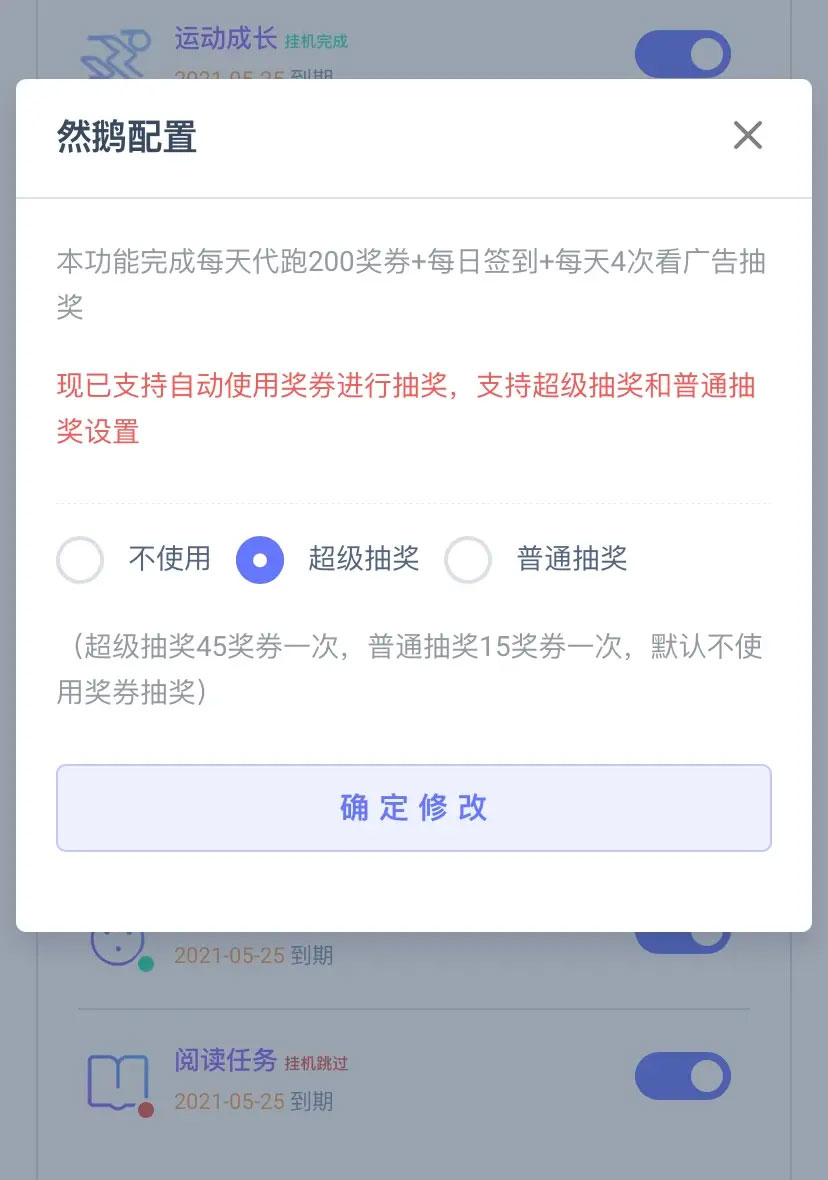 运动成长 挂机完成
2021-05-25 到期
然鹅配置
本功能完成每天代跑200奖券+每日签到+每天4次看广告抽
奖
现已支持自动使用奖券进行抽奖，支持超级抽奖和普通抽
奖设置
不使用 超级抽奖 普通抽奖
（超级抽奖45奖券一次，普通抽奖15奖券一次，默认不使
用奖券抽奖）
确定修改
2021-05-25 到期
阅读任务 挂机跳过
2021-05-25 到期